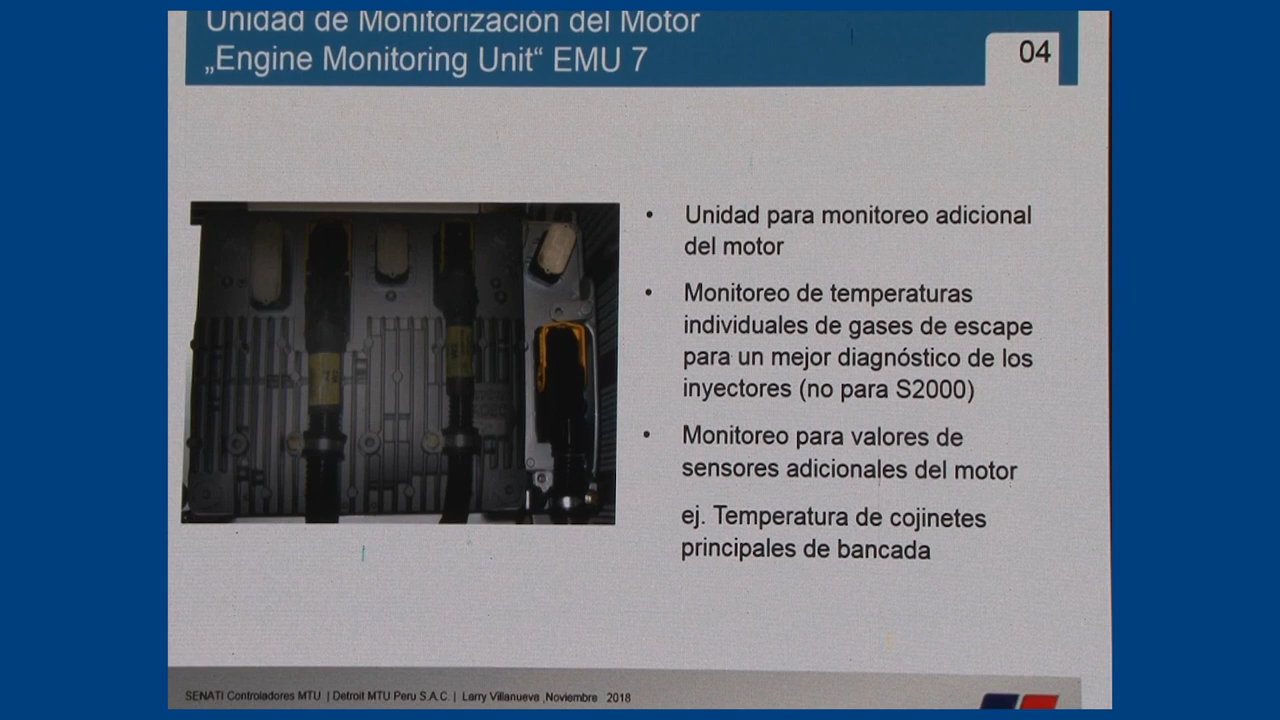 Unidad de Monitorización del Motor
„Engine Monitoring Unit“ EMU 7
04
• Unidad para monitoreo adicional
del motor
• Monitoreo de temperaturas
individuales de gases de escape
para un mejor diagnóstico de los
inyectores (no para S2000)
• Monitoreo para valores de
sensores adicionales del motor
ej. Temperatura de cojinetes
principales de bancada
SENATI Controladores MTU | Detroit MTU Peru S.A.C. | Larry Villanueva ,Noviembre 2018